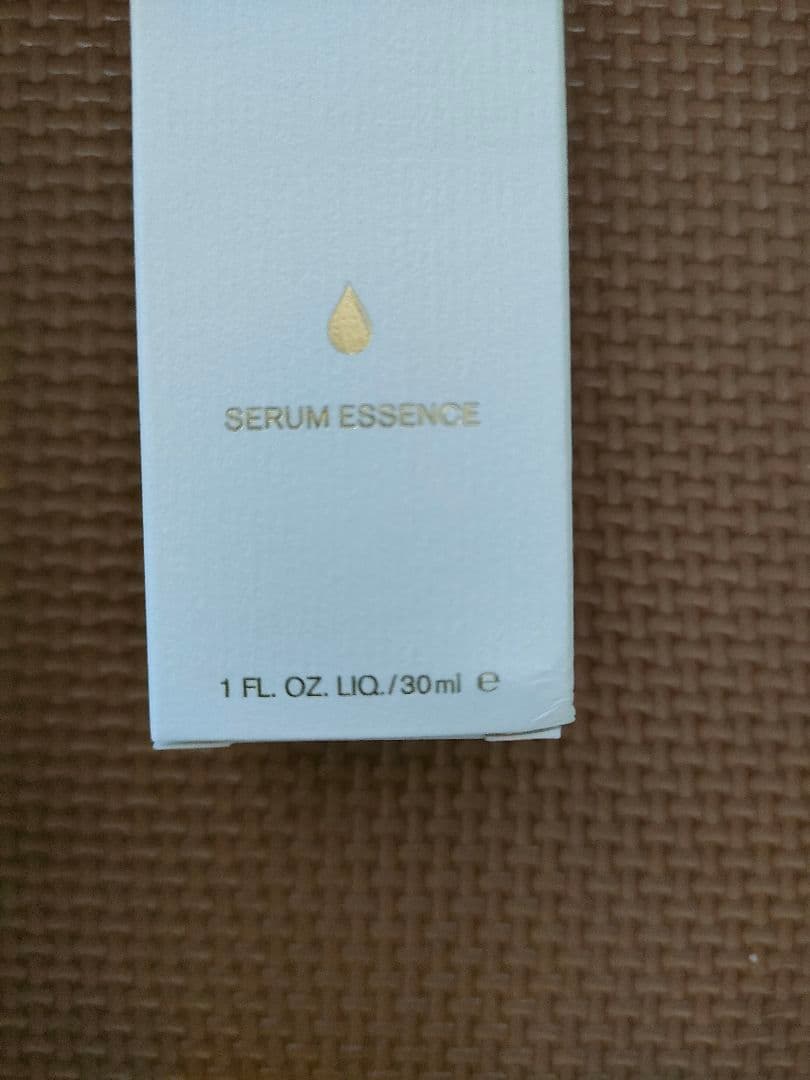 SERUM ESSENCE
1 FL. OZ. LIQ./30ml ℮